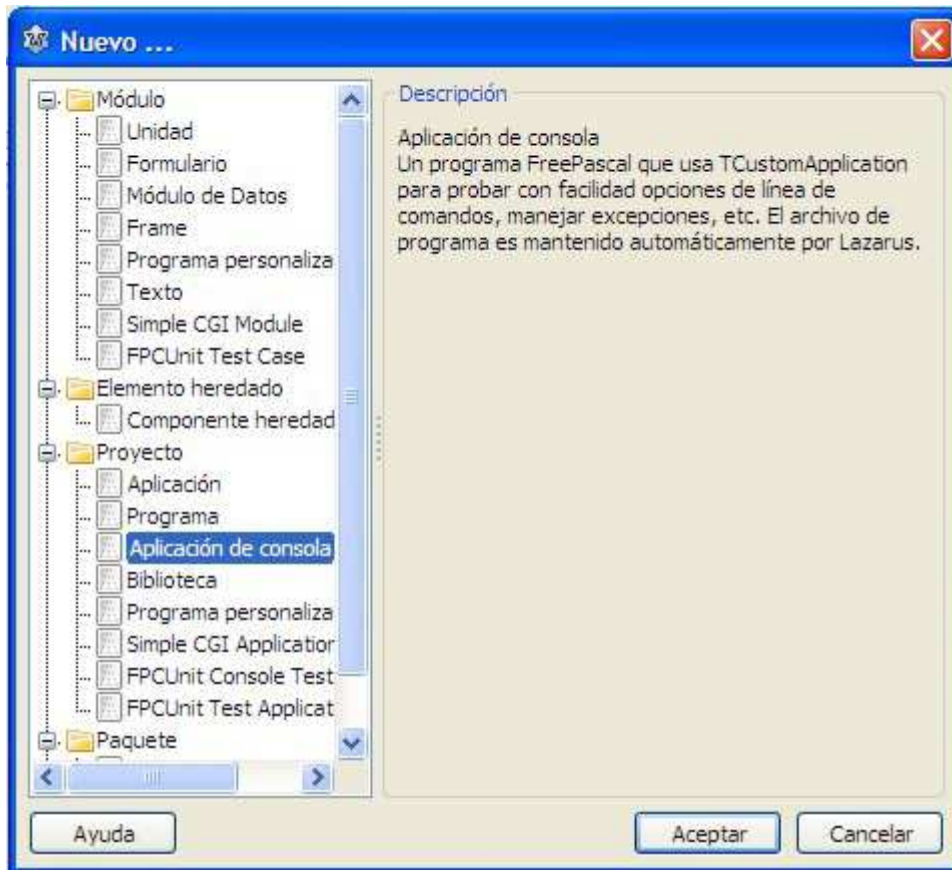 Nuevo ...
Módulo
Unidad
Formulario
Módulo de Datos
Frame
Programa personaliza
Texto
Simple CGI Module
FPCUnit Test Case
Elemento heredado
Componente heredad
Proyecto
Aplicación
Programa
Aplicación de consola
Biblioteca
Programa personaliza
Simple CGI Application
FPCUnit Console Test
FPCUnit Test Applicat
Paquete
Descripción
Aplicación de consola
Un programa FreePascal que usa TCustomApplication
para probar con facilidad opciones de línea de
comandos, manejar excepciones, etc. El archivo de
programa es mantenido automáticamente por Lazarus.
Ayuda
Aceptar
Cancelar